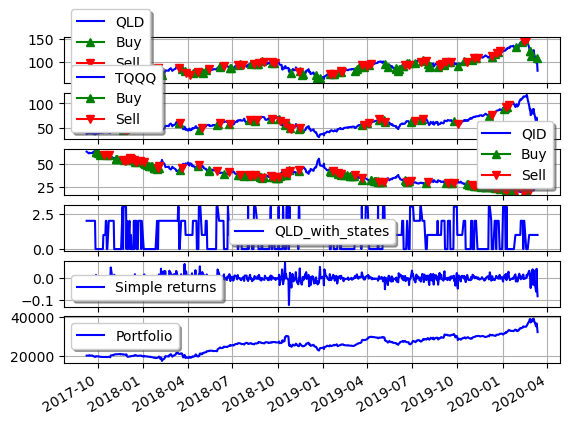 QLD
Buy
Sell
150
100
TQQQ
Buy
Sell
100
50
QID
Buy
Sell
50
25
QLD_with_states
2.5
0.0
Simple returns
0.0
−0.1
Portfolio
40000
20000
2017-10
2018-01
2018-04
2018-07
2018-10
2019-01
2019-04
2019-07
2019-10
2020-01
2020-04